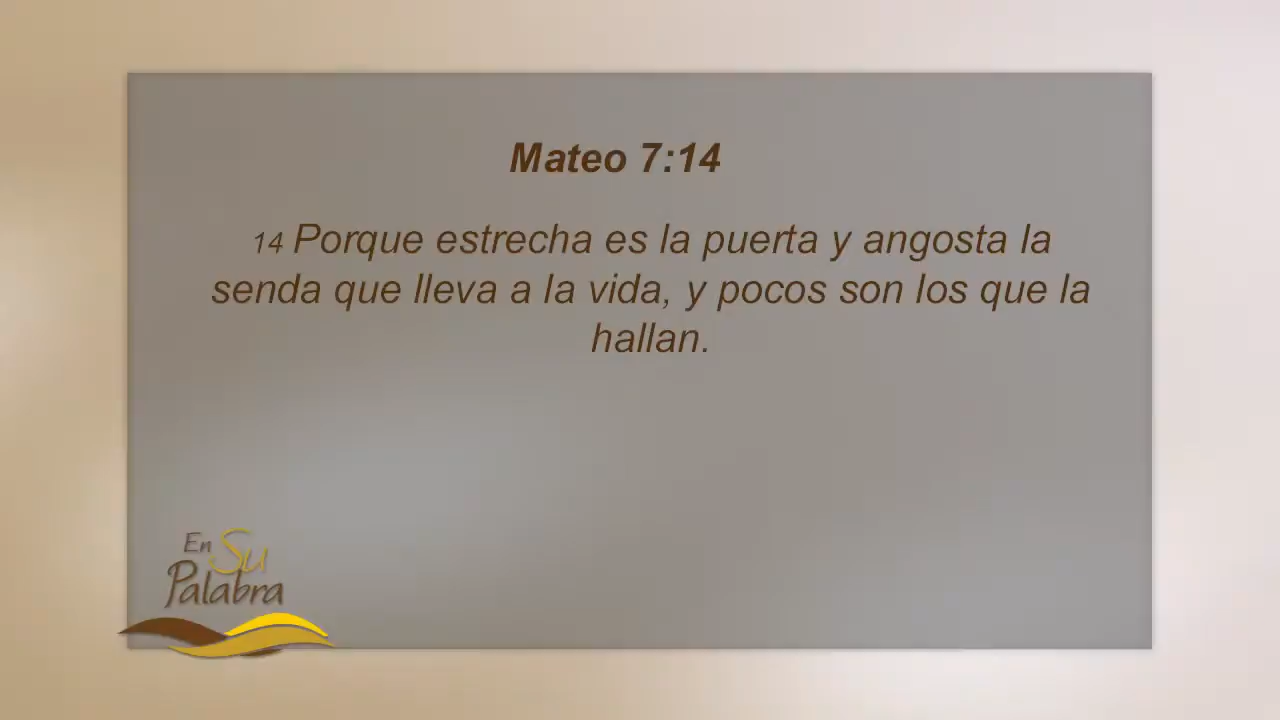 Mateo 7:14
14 Porque estrecha es la puerta y angosta la
senda que lleva a la vida, y pocos son los que la
hallan.
En Su
Palabra